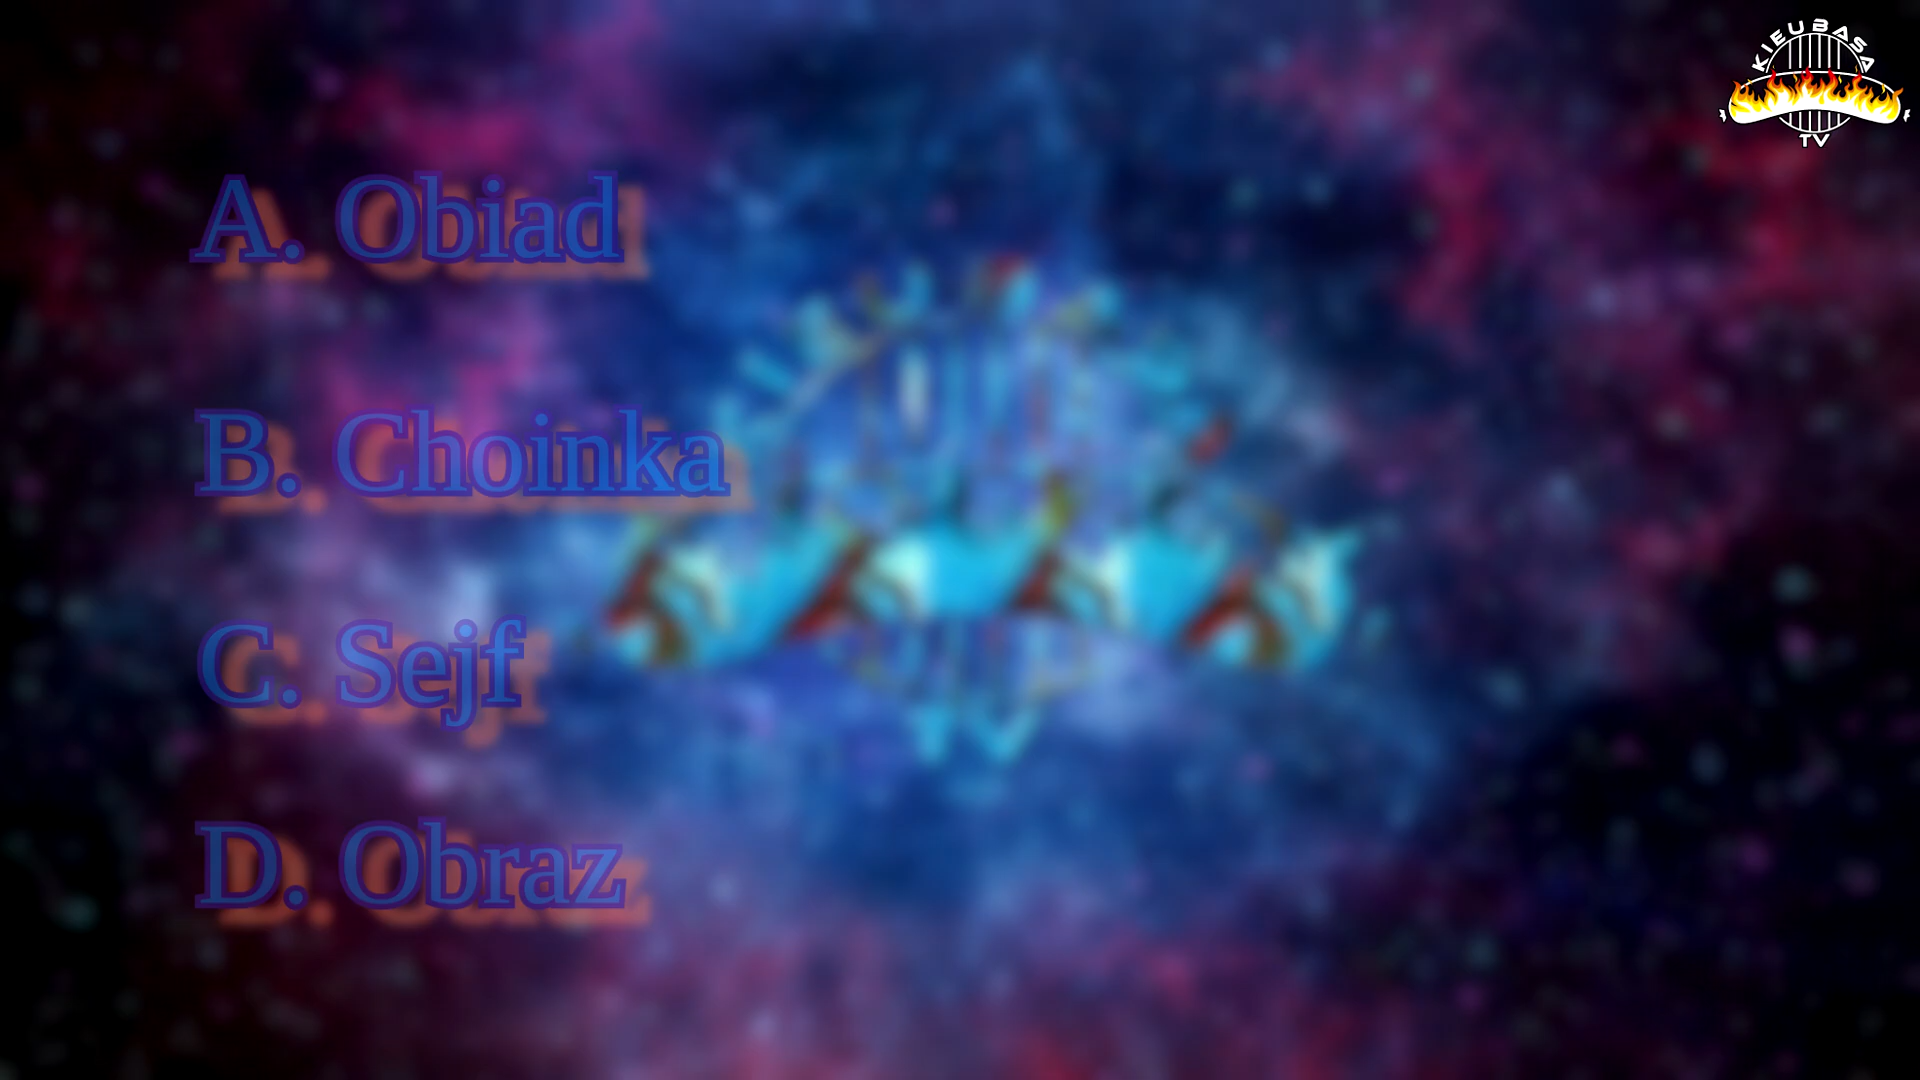 KIEUBASA
TV
A. Obiad
B. Choinka
C. Sejf
D. Obraz